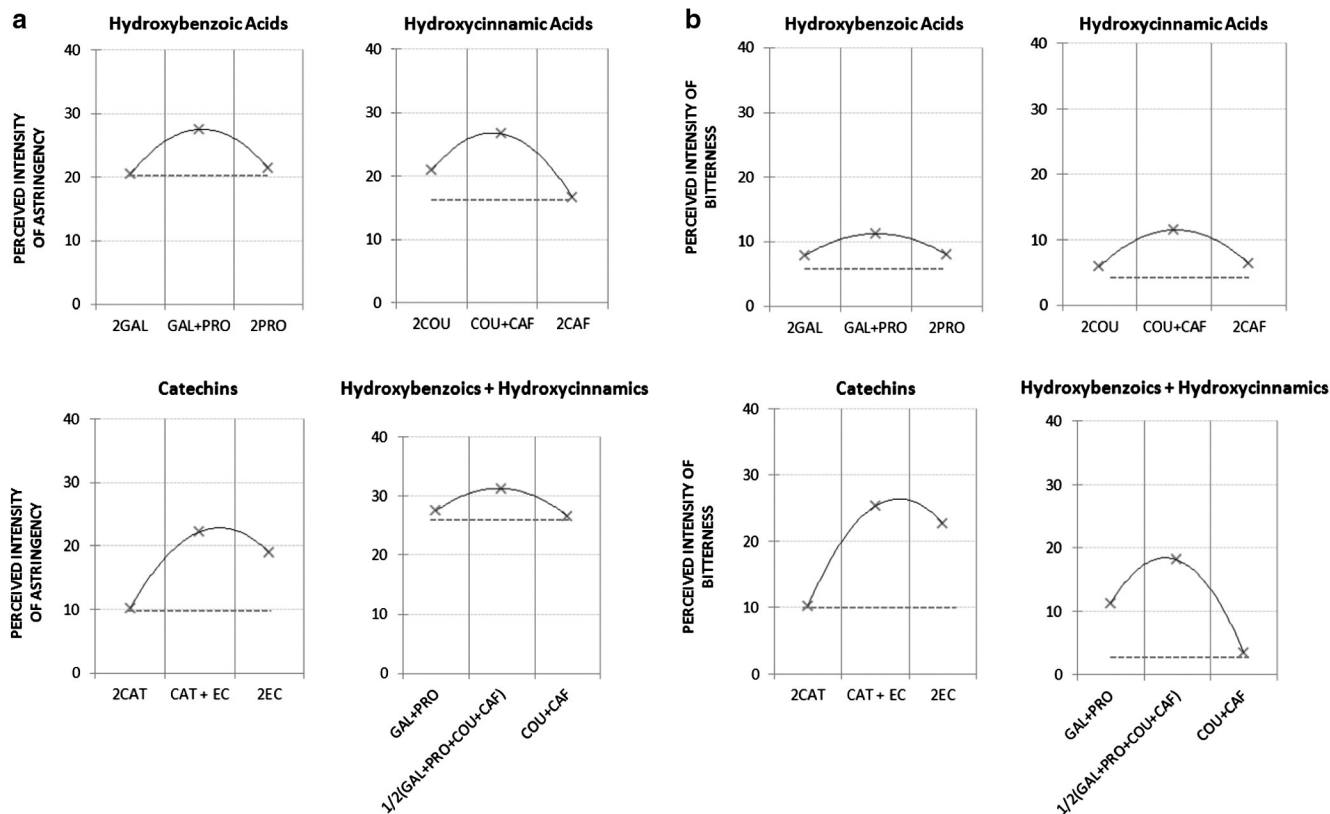 a
Hydroxybenzoic Acids
PERCEIVED INTENSITY
OF ASTRINGENCY
40
30
20
10
0
2GAL GAL+PRO 2PRO
Hydroxycinnamic Acids
40
30
20
10
0
2COU COU+CAF 2CAF
b
Hydroxybenzoic Acids
PERCEIVED INTENSITY OF
BITTERNESS
40
30
20
10
0
2GAL GAL+PRO 2PRO
Hydroxycinnamic Acids
40
30
20
10
0
2COU COU+CAF 2CAF
Catechins
PERCEIVED INTENSITY
OF ASTRINGENCY
40
30
20
10
0
2CAT CAT + EC 2EC
Hydroxybenzoics + Hydroxycinnamics
40
30
20
10
0
GAL+PRO
1/2(GAL+PRO+COU+CAF)
COU+CAF
Catechins
PERCEIVED INTENSITY OF
BITTERNESS
40
30
20
10
0
2CAT CAT + EC 2EC
Hydroxybenzoics + Hydroxycinnamics
40
30
20
10
0
GAL+PRO
1/2(GAL+PRO+COU+CAF)
COU+CAF